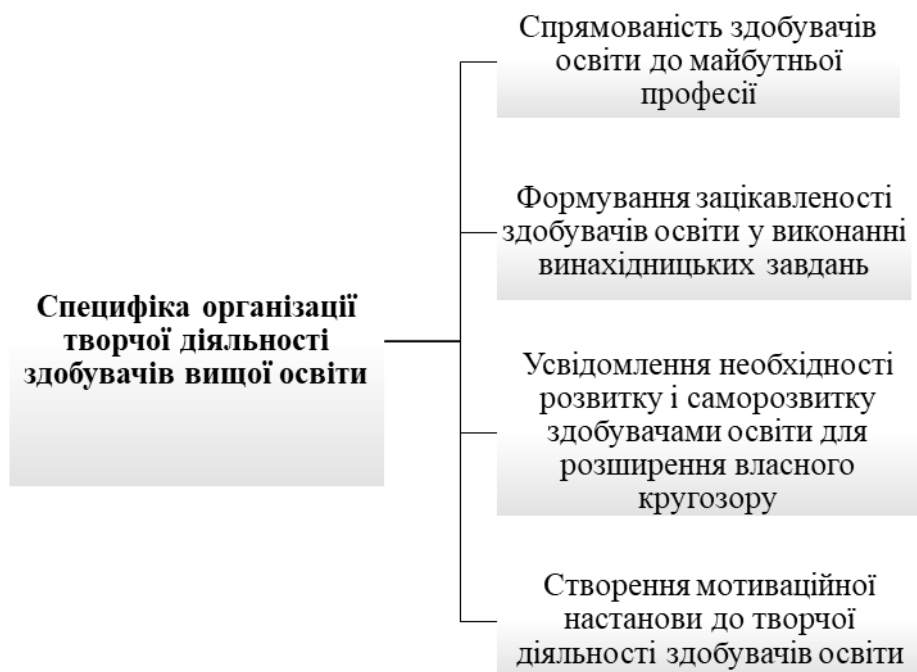 Спрямованість здобувачів
освіти до майбутньої
професії
Формування зацікавленості
здобувачів освіти у виконанні
винахідницьких завдань
Специфіка організації
творчої діяльності
здобувачів вищої освіти
Усвідомлення необхідності
розвитку і саморозвитку
здобувачами освіти для
розширення власного
кругозору
Створення мотиваційної
настанови до творчої
діяльності здобувачів освіти